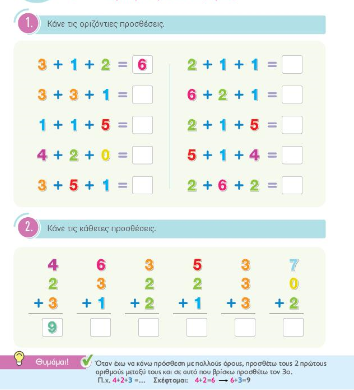 1. Κάνε τις οριζόντιες προσθέσεις.
3 + 1 + 2 = 6
2 + 1 + 1 =
3 + 3 + 1 =
6 + 2 + 1 =
1 + 1 + 5 =
2 + 1 + 5 =
4 + 2 + 0 =
5 + 1 + 4 =
3 + 5 + 1 =
2 + 6 + 2 =
2. Κάνε τις κάθετες προσθέσεις.
4 6 3 5 3 7
2 3 2 2 3 0
+ 3 + 1 + 2 + 1 + 3 + 2
9
Θυμάμαι!
Όταν έχω να κάνω πρόσθεση με πολλούς όρους, προσθέτω τους 2 πρώτους
αριθμούς μεταξύ τους και σε αυτό που βρίσκω προσθέτω τον 3ο.
Π.χ. 4+2+3 =... Σκέφτομαι: 4+2=6 → 6+3=9